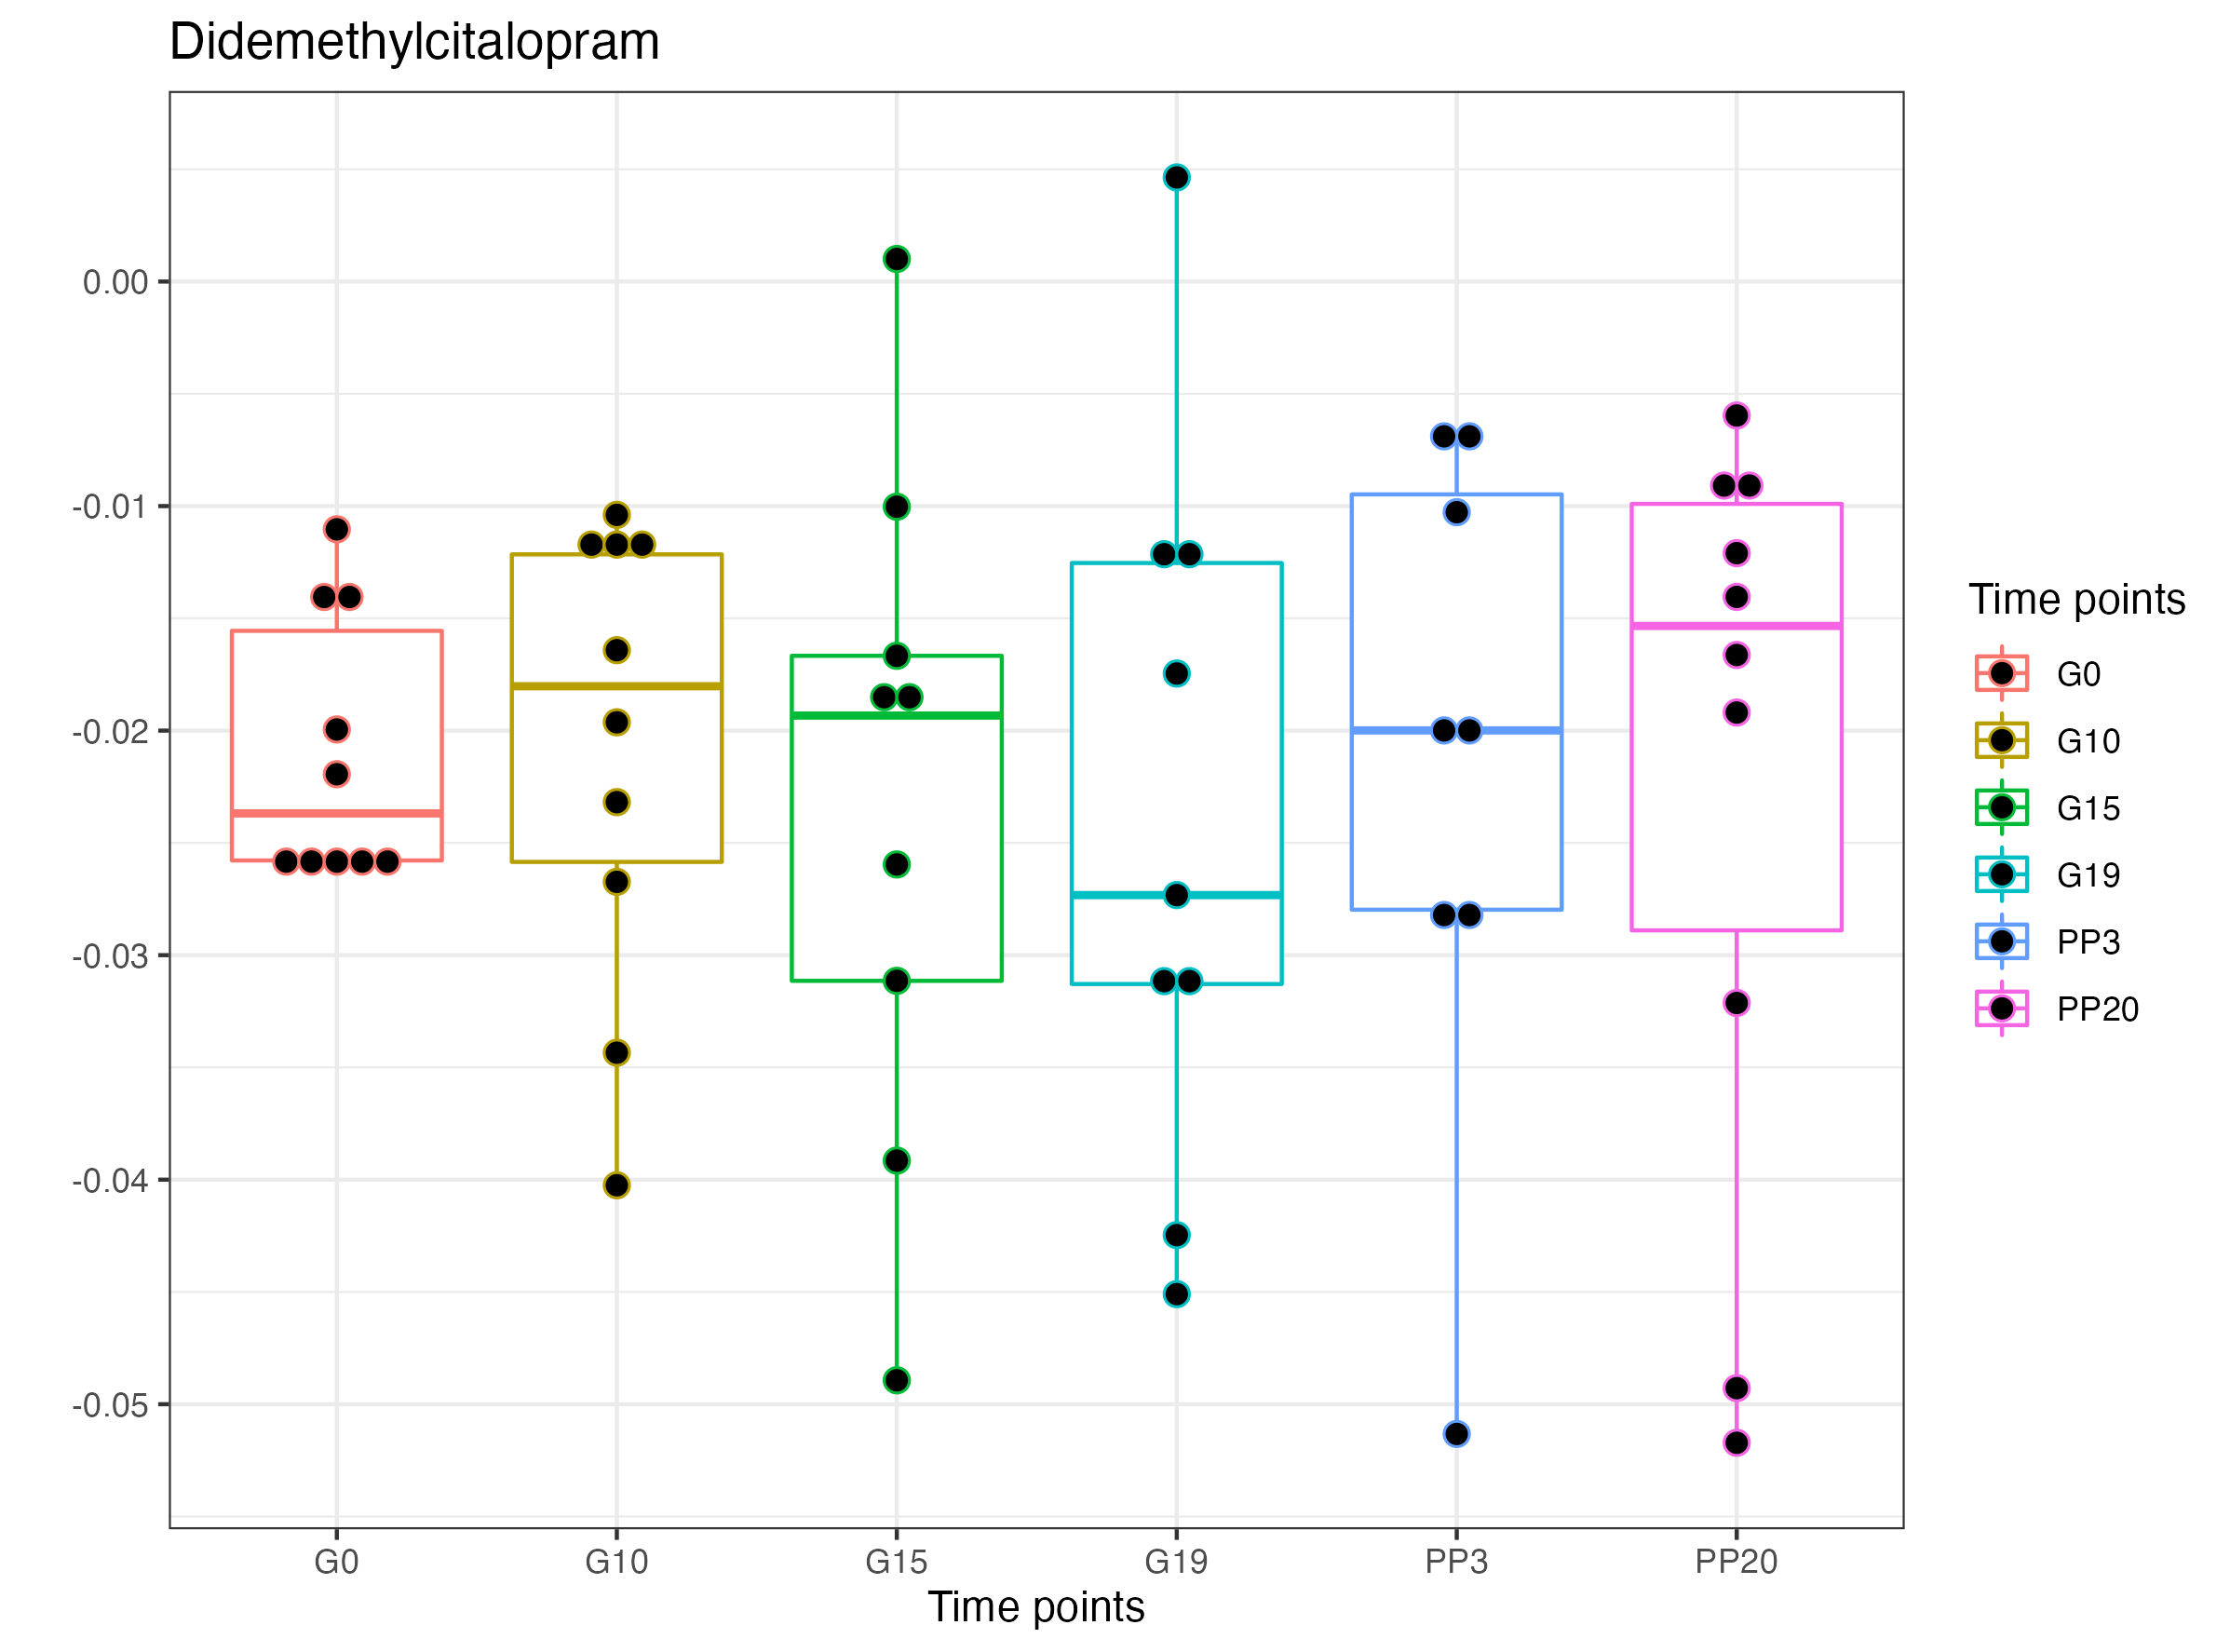 Didemethylcitalopram
0.00
-0.01
-0.02
-0.03
-0.04
-0.05
G0 G10 G15 G19 PP3 PP20
Time points
Time points
G0
G10
G15
G19
PP3
PP20